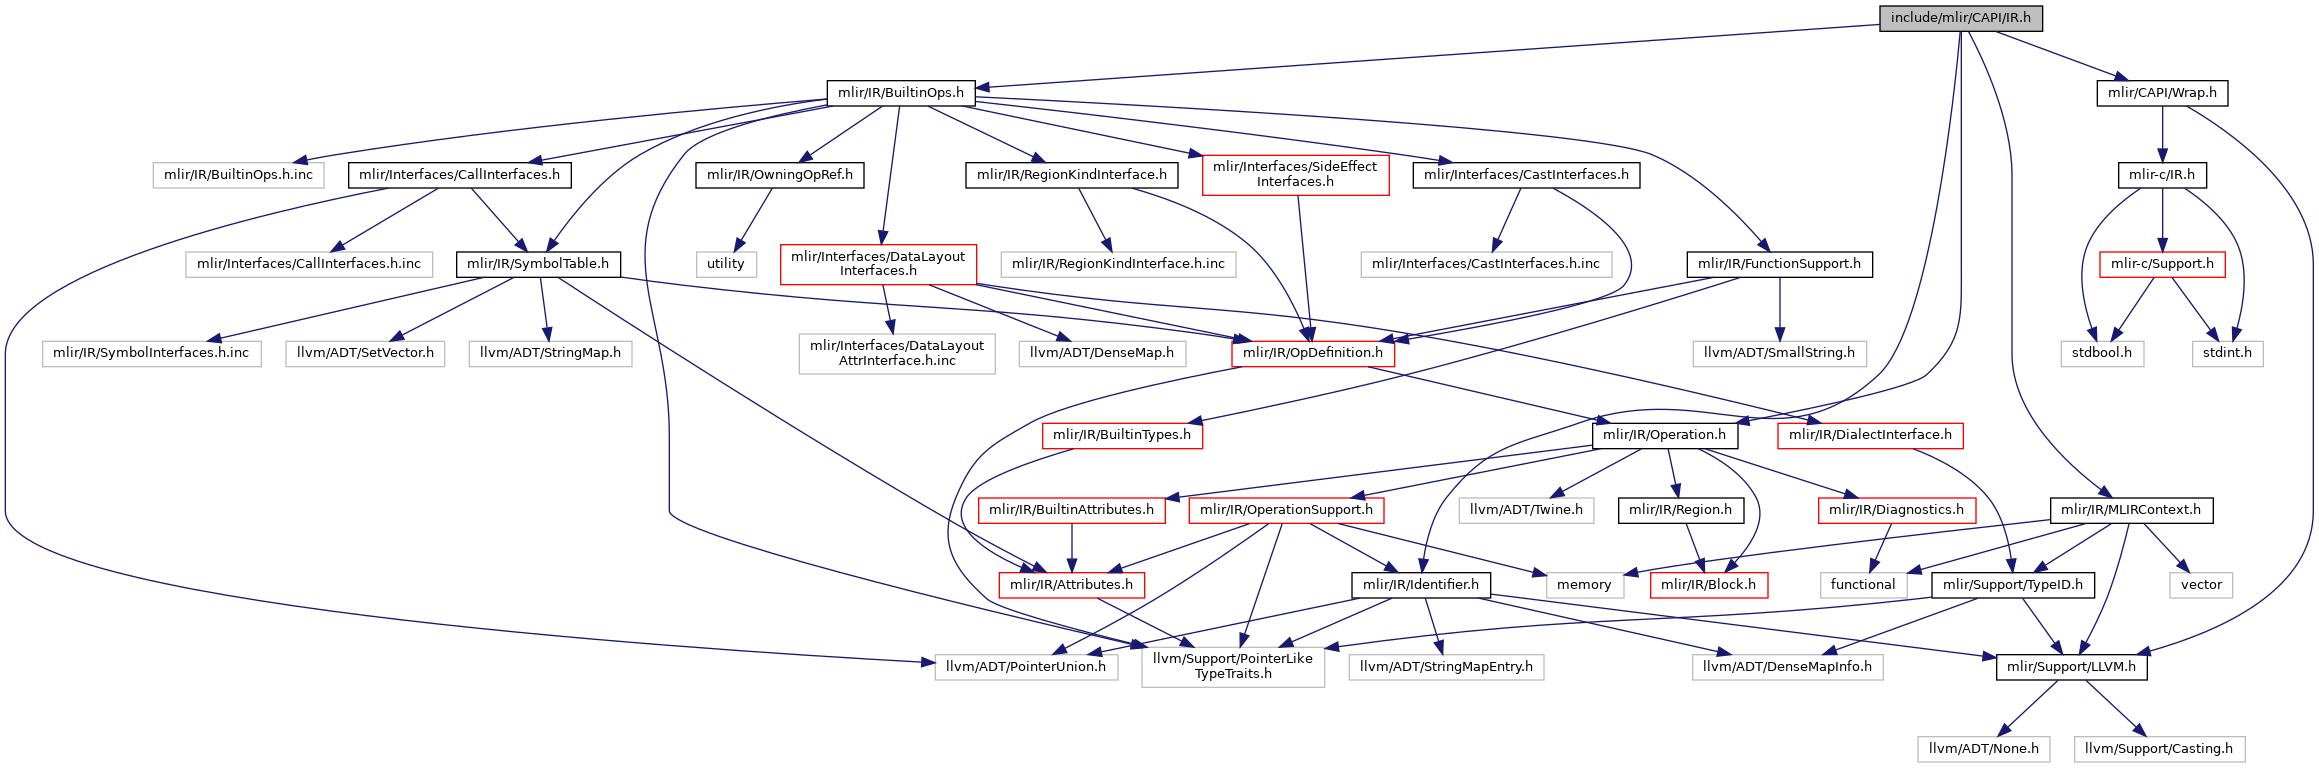 include/mlir/CAPI/IR.h
mlir/IR/BuiltinOps.h
mlir/CAPI/Wrap.h
mlir/IR/BuiltinOps.h.inc
mlir/Interfaces/CallInterfaces.h
mlir/IR/OwningOpRef.h
mlir/IR/RegionKindInterface.h
mlir/Interfaces/SideEffect
Interfaces.h
mlir/Interfaces/CastInterfaces.h
mlir-c/IR.h
mlir/Interfaces/CallInterfaces.h.inc
mlir/IR/SymbolTable.h
utility
mlir/Interfaces/DataLayout
Interfaces.h
mlir/IR/RegionKindInterface.h.inc
mlir/Interfaces/CastInterfaces.h.inc
mlir/IR/FunctionSupport.h
mlir-c/Support.h
mlir/IR/SymbolInterfaces.h.inc
llvm/ADT/SetVector.h
llvm/ADT/StringMap.h
mlir/Interfaces/DataLayout
AttrInterface.h.inc
llvm/ADT/DenseMap.h
mlir/IR/OpDefinition.h
llvm/ADT/SmallString.h
stdbool.h
stdint.h
mlir/IR/BuiltinTypes.h
mlir/IR/Operation.h
mlir/IR/DialectInterface.h
mlir/IR/BuiltinAttributes.h
mlir/IR/OperationSupport.h
llvm/ADT/Twine.h
mlir/IR/Region.h
mlir/IR/Diagnostics.h
mlir/IR/MLIRContext.h
mlir/IR/Attributes.h
mlir/IR/Identifier.h
memory
mlir/IR/Block.h
functional
mlir/Support/TypeID.h
vector
llvm/ADT/PointerUnion.h
llvm/Support/PointerLike
TypeTraits.h
llvm/ADT/StringMapEntry.h
llvm/ADT/DenseMapInfo.h
mlir/Support/LLVM.h
llvm/ADT/None.h
llvm/Support/Casting.h